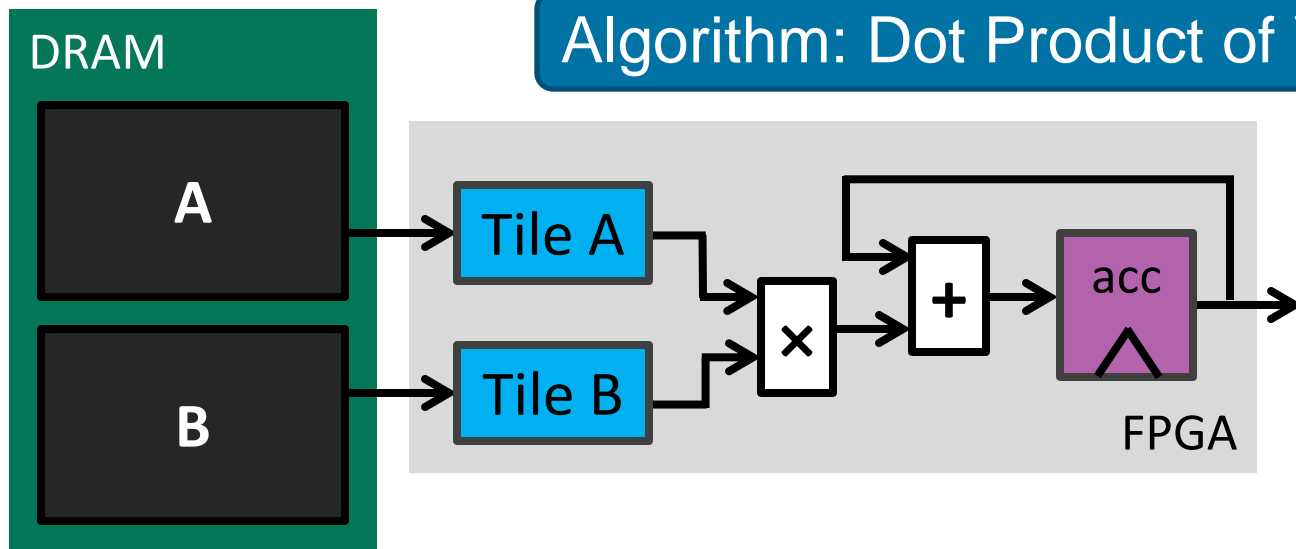 Algorithm: Dot Product of
DRAM
A
B
Tile A
Tile B
×
+
acc
FPGA